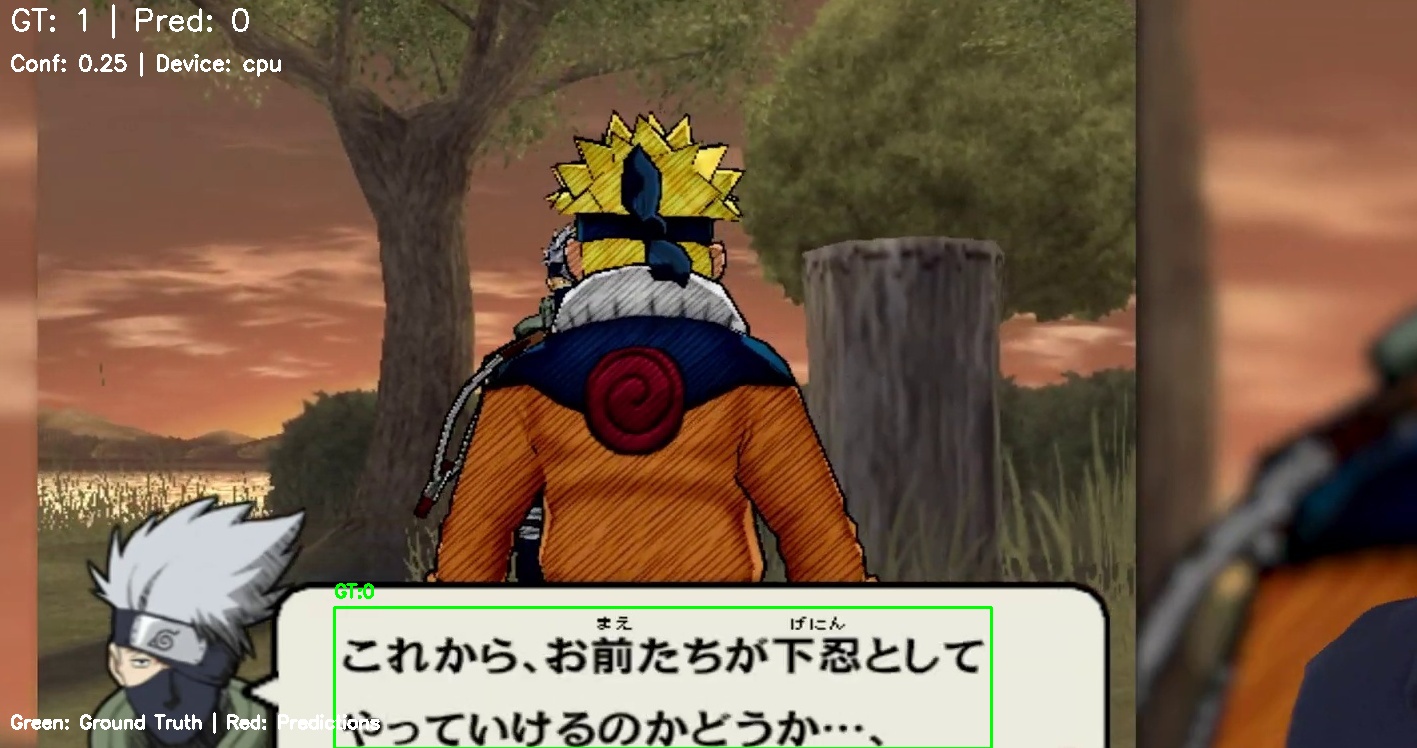 GT: 1 | Pred: 0
Conf: 0.25 | Device: cpu
GT:0
まえ げにん
これから、お前たちが下忍として
やっていけるのかどうか…、
Green: Ground Truth | Red: Predictions